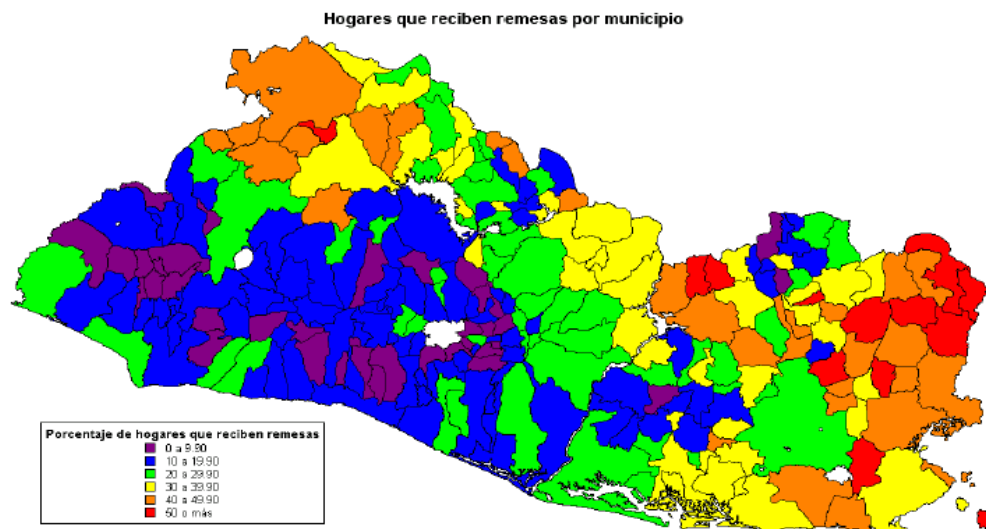 Hogares que reciben remesas por municipio
Porcentaje de hogares que reciben remesas
0 a 9.90
10 a 19.90
20 a 29.90
30 a 39.90
40 a 49.90
50 o más